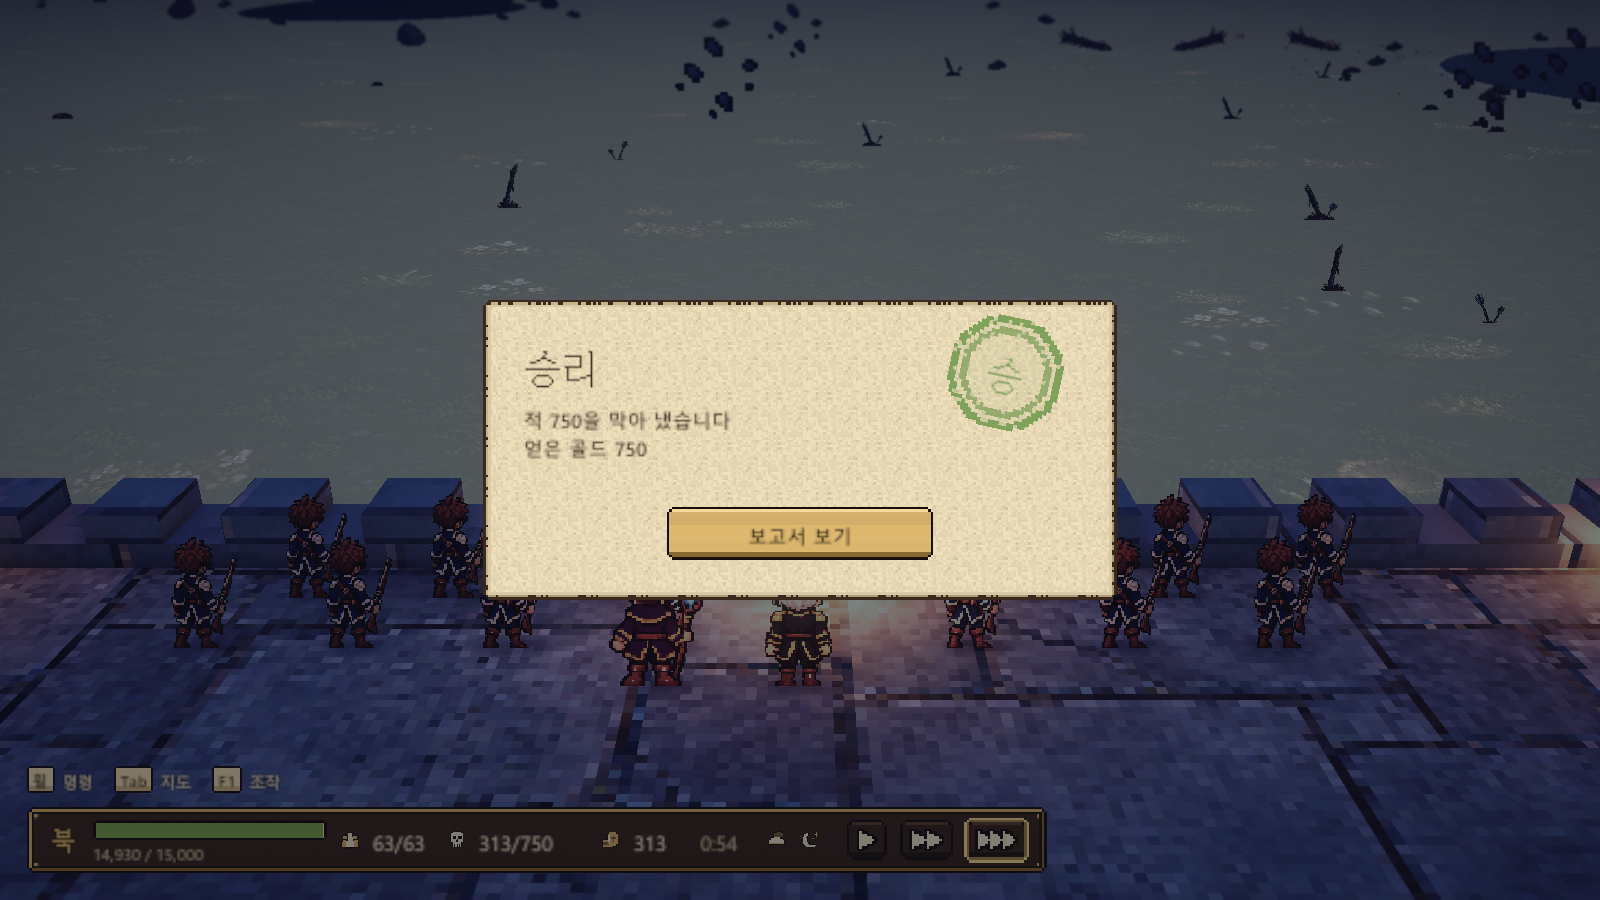 승리
승
적 750을 막아 냈습니다
얻은 골드 750
보고서 보기
휠 명령 Tab 지도 F1 조작
북 14,930 / 15,000 63/63 313/750 313 0:54